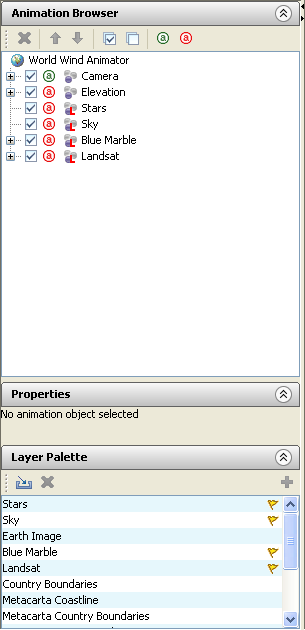 Animation Browser
World Wind Animator
Camera
Elevation
Stars
Sky
Blue Marble
Landsat
Properties
No animation object selected
Layer Palette
Stars
Sky
Earth Image
Blue Marble
Landsat
Country Boundaries
Metacarta Coastline
Metacarta Country Boundaries